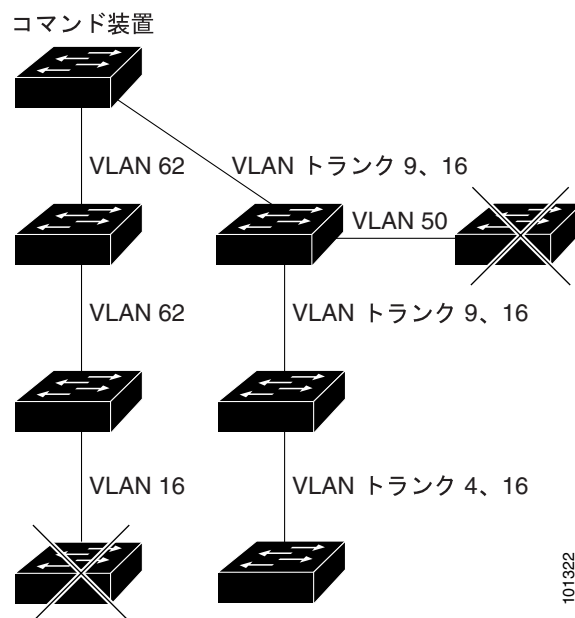 コマンド装置
VLAN 62
VLAN トランク 9、16
VLAN 50
VLAN 62
VLAN トランク 9、16
VLAN 16
VLAN トランク 4、16
101322